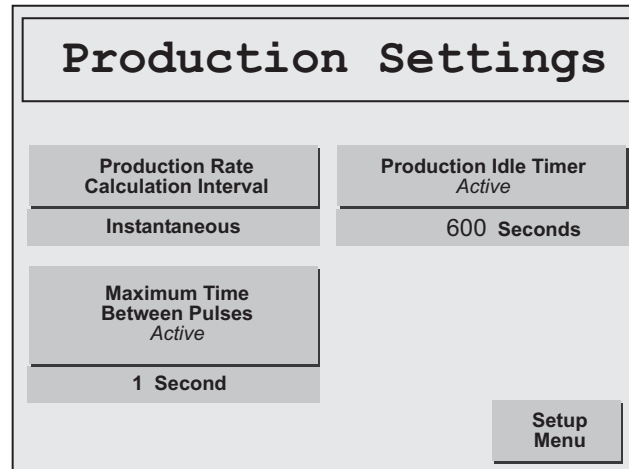 Production Settings
Production Rate
Calculation Interval
Instantaneous
Production Idle Timer
Active
600 Seconds
Maximum Time
Between Pulses
Active
1 Second
Setup
Menu